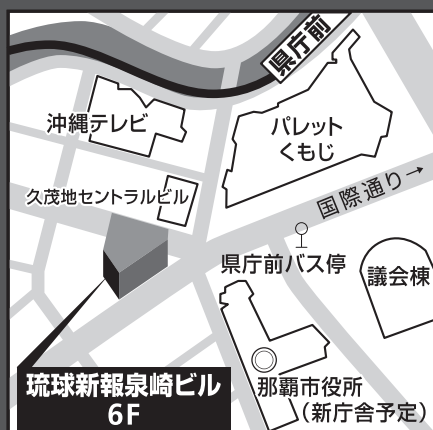 県庁前
沖縄テレビ
パレット
くもじ
久茂地セントラルビル
国際通り→
県庁前バス停
議会棟
琉球新報泉崎ビル
6F
那覇市役所
（新庁舎予定）